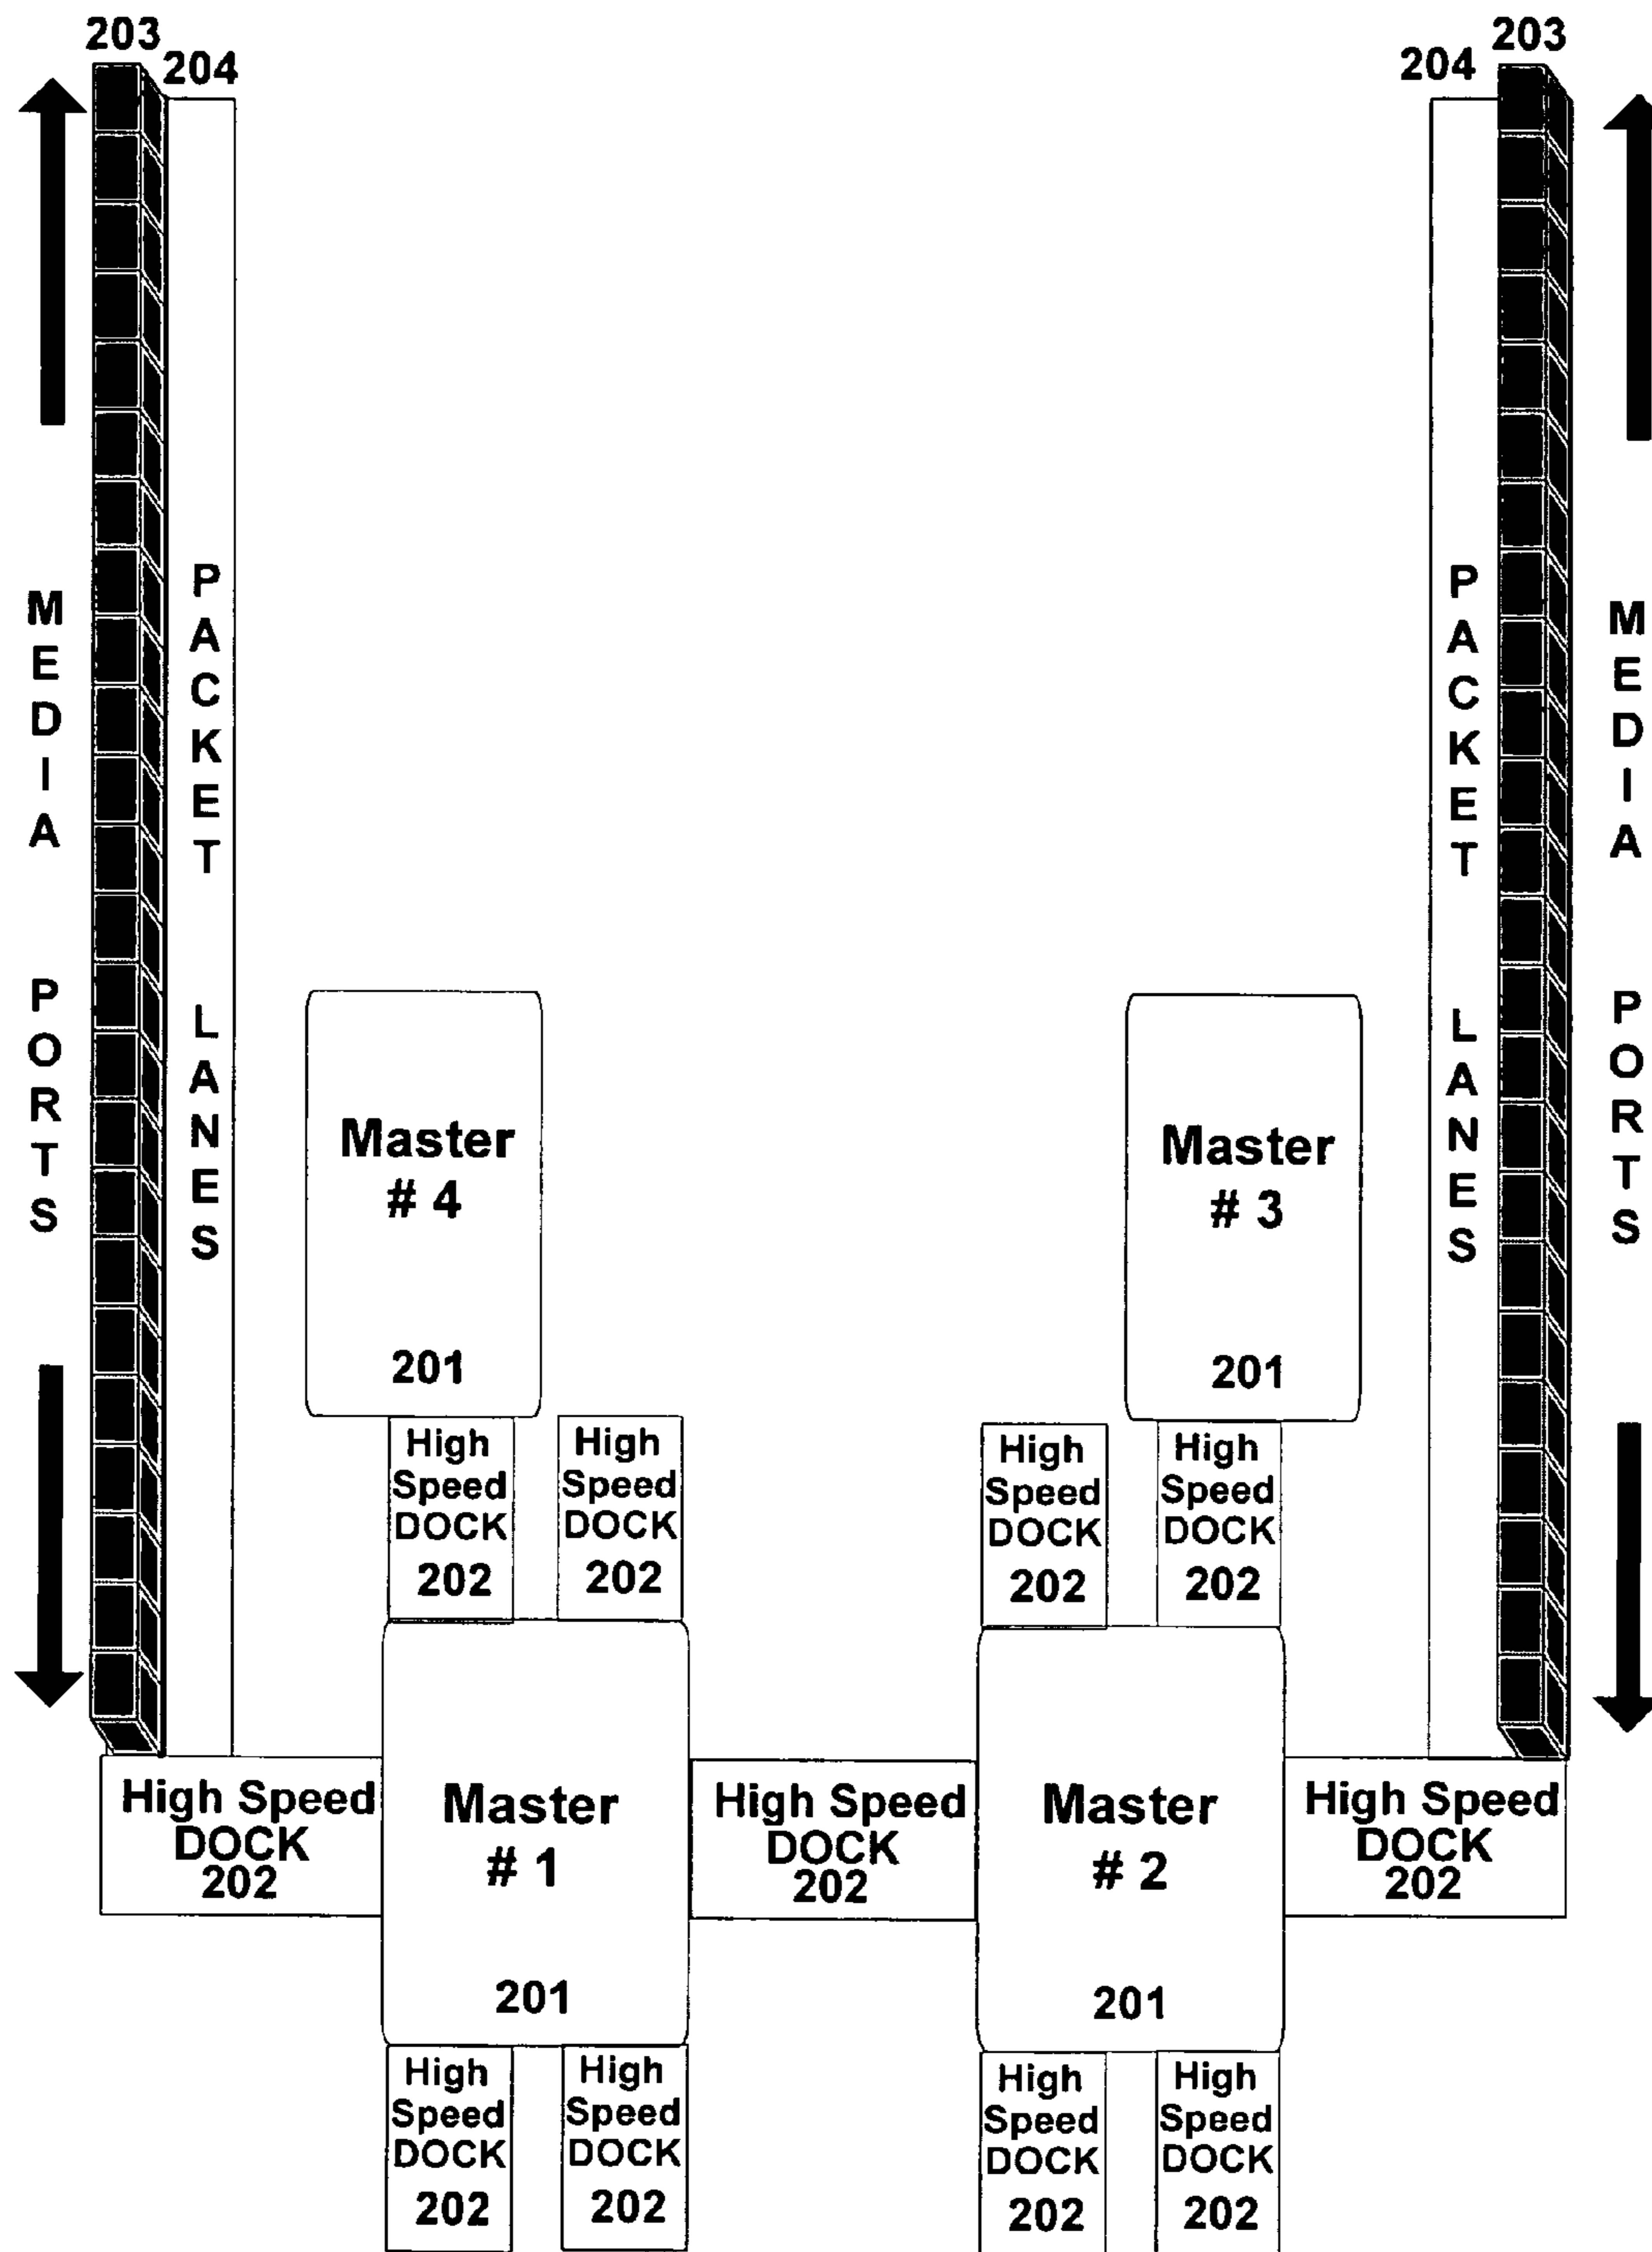 203
204
204
203
MEDIA PORTS
PACKET LANES
PACKET LANES
MEDIA PORTS
Master
# 4
201
Master
# 3
201
High
Speed
DOCK
202
High
Speed
DOCK
202
High
Speed
DOCK
202
High
Speed
DOCK
202
High Speed
DOCK
202
Master
# 1
201
High Speed
DOCK
202
Master
# 2
201
High Speed
DOCK
202
High
Speed
DOCK
202
High
Speed
DOCK
202
High
Speed
DOCK
202
High
Speed
DOCK
202